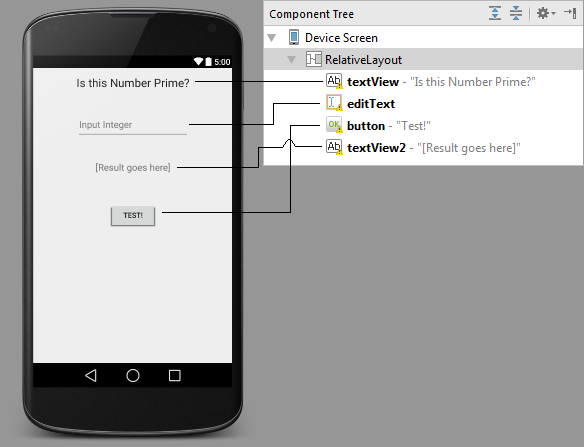 Component Tree
Device Screen
RelativeLayout
Ab textView - "Is this Number Prime?"
editText
OK button - "Test!"
Ab textView2 - "[Result goes here]"
5:00
Is this Number Prime?
Input Integer
[Result goes here]
TEST!